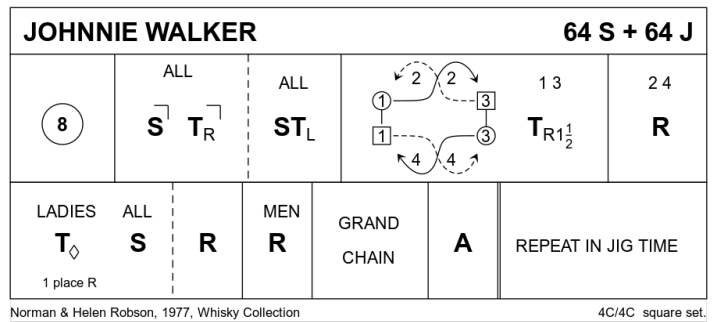 JOHNNIE WALKER 64 S + 64 J
8
ALL
S T R
ALL
ST L
2 2
1 3
1 3
4 4
1 3
T R1 1/2
2 4
R
LADIES ALL
T◊ S
1 place R
R
MEN
R
GRAND
CHAIN
A
REPEAT IN JIG TIME
Norman & Helen Robson, 1977, Whisky Collection 4C/4C square set.